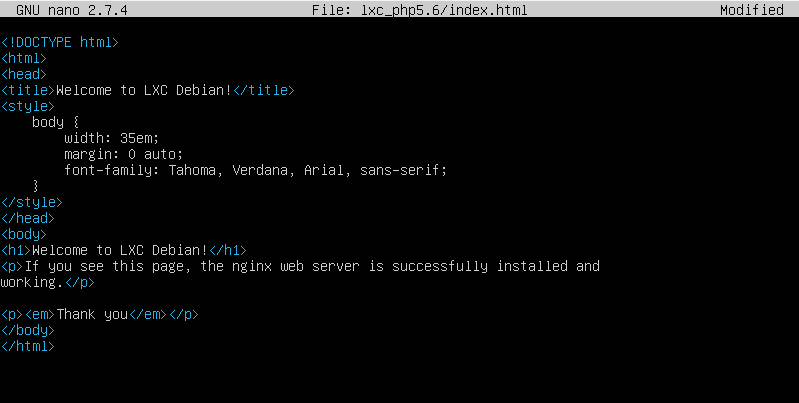 GNU nano 2.7.4 File: lxc_php5.6/index.html Modified
<!DOCTYPE html>
<html>
<head>
<title>Welcome to LXC Debian!</title>
<style>
    body {
        width: 35em;
        margin: 0 auto;
        font-family: Tahoma, Verdana, Arial, sans-serif;
    }
</style>
</head>
<body>
<h1>Welcome to LXC Debian!</h1>
<p>If you see this page, the nginx web server is successfully installed and
working.</p>
<p><em>Thank you</em></p>
</body>
</html>